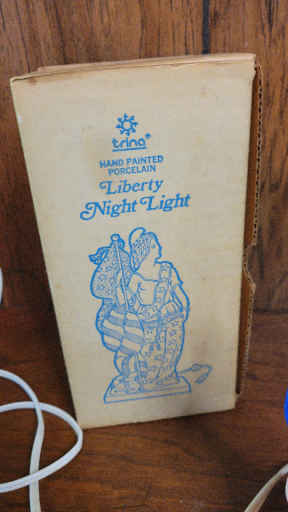 trina
HAND PAINTED
PORCELAIN
Liberty
Night Light